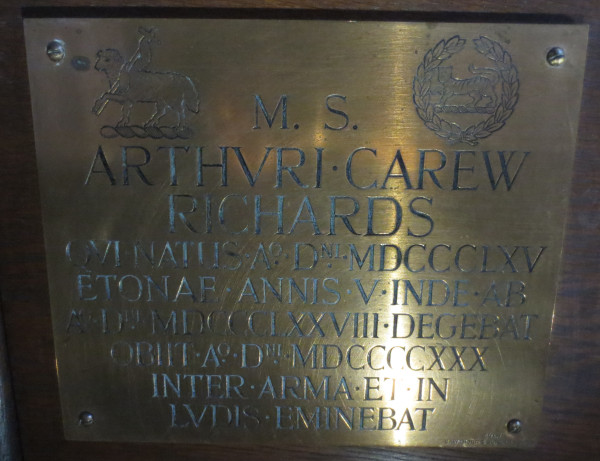 M. S.
ARTHVRI·CAREW
RICHARDS
QVI·NATUS·Aº·DNI·MDCCCLXV
ETONAE·ANNIS·V·INDE·AB
Aº·DNI·MDCCCLXXVIII·DEGEBAT
OBIIT·Aº·DNI·MDCCCCXXX
INTER·ARMA·ET·IN
LVDIS·EMINEBAT